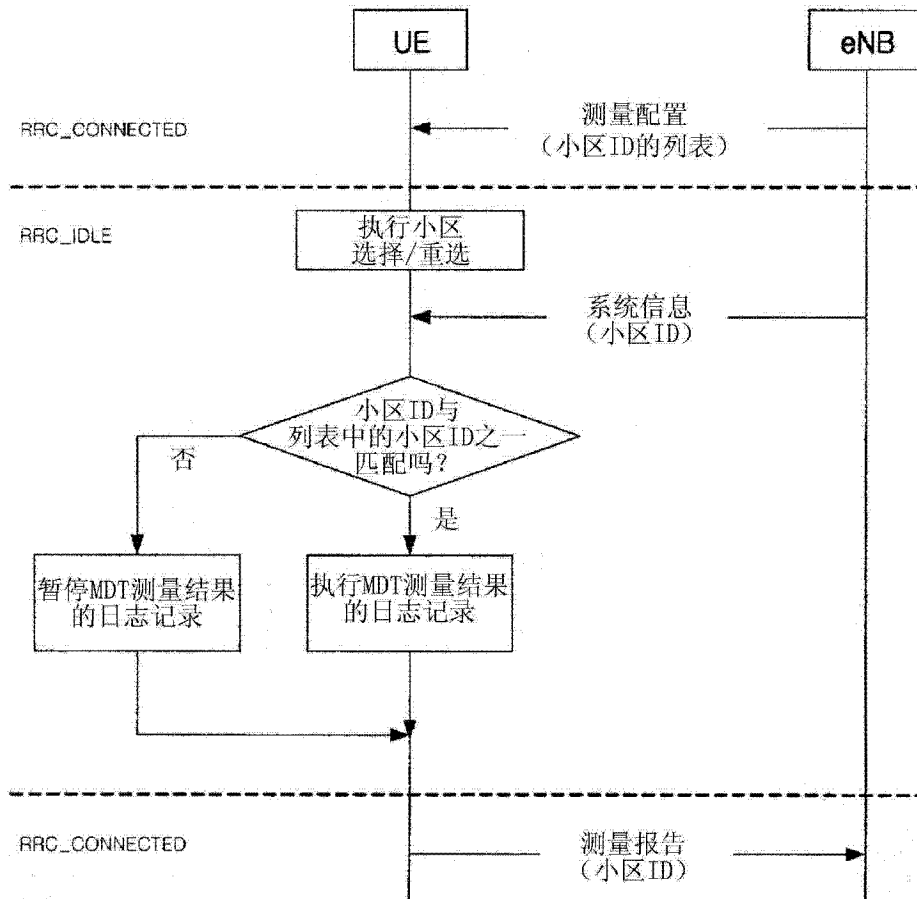 UE
eNB
RRC_CONNECTED
测量配置
（小区ID的列表）
RRC_IDLE
执行小区
选择/重选
系统信息
（小区ID）
小区ID与
列表中的小区ID之一
匹配吗？
否
是
暂停MDT测量结果
的日志记录
执行MDT测量结果
的日志记录
RRC_CONNECTED
测量报告
（小区ID）